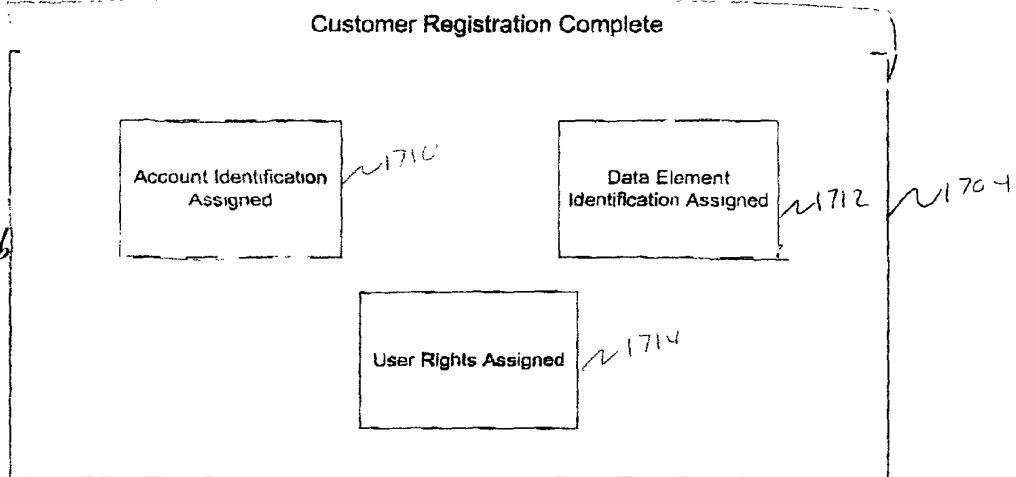 Customer Registration Complete
Account Identification
Assigned
1710
Data Element
Identification Assigned
1712
1704
User Rights Assigned
1714